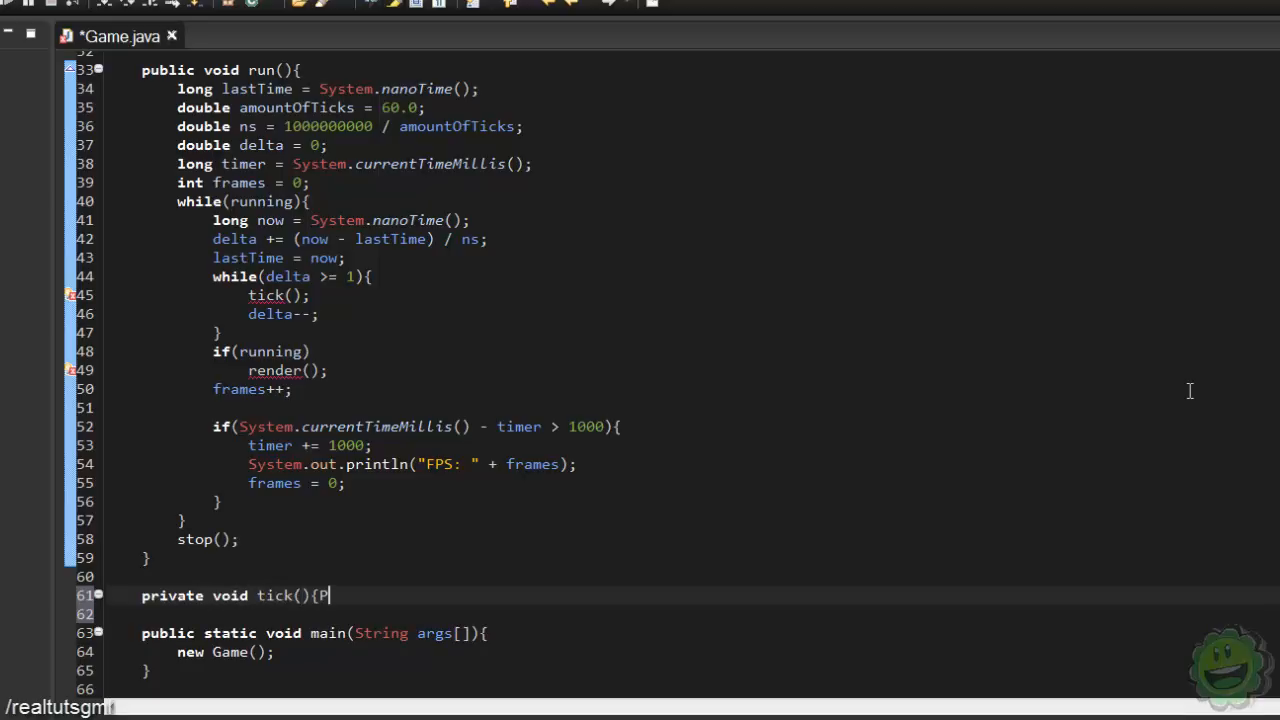 *Game.java
32
33 public void run(){
34 long lastTime = System.nanoTime();
35 double amountOfTicks = 60.0;
36 double ns = 1000000000 / amountOfTicks;
37 double delta = 0;
38 long timer = System.currentTimeMillis();
39 int frames = 0;
40 while(running){
41 long now = System.nanoTime();
42 delta += (now - lastTime) / ns;
43 lastTime = now;
44 while(delta >= 1){
45 tick();
46 delta--;
47 }
48 if(running)
49 render();
50 frames++;
51
52 if(System.currentTimeMillis() - timer > 1000){
53 timer += 1000;
54 System.out.println("FPS: " + frames);
55 frames = 0;
56 }
57 }
58 stop();
59 }
60
61 private void tick(){P
62
63 public static void main(String args[]){
64 new Game();
65 }
66